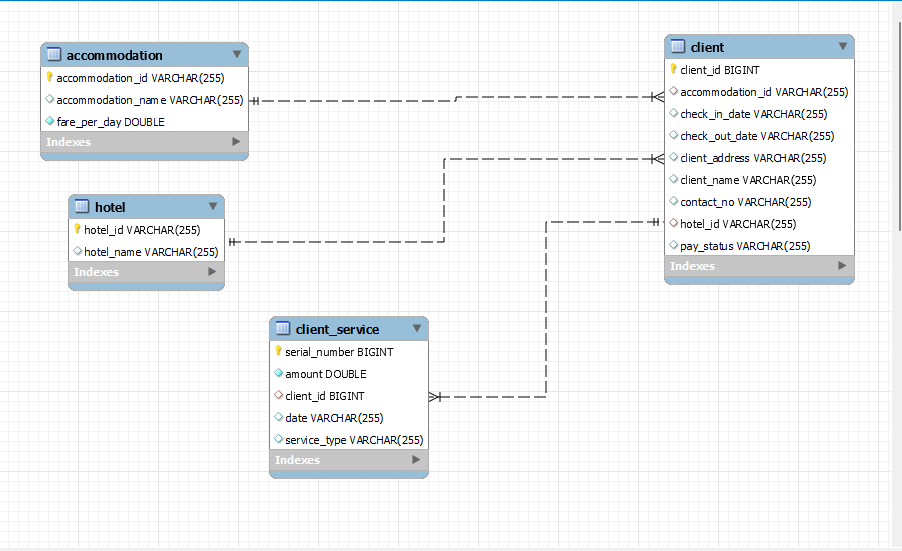 accommodation
accommodation_id VARCHAR(255)
accommodation_name VARCHAR(255)
fare_per_day DOUBLE
Indexes
hotel
hotel_id VARCHAR(255)
hotel_name VARCHAR(255)
Indexes
client_service
serial_number BIGINT
amount DOUBLE
client_id BIGINT
date VARCHAR(255)
service_type VARCHAR(255)
Indexes
client
client_id BIGINT
accommodation_id VARCHAR(255)
check_in_date VARCHAR(255)
check_out_date VARCHAR(255)
client_address VARCHAR(255)
client_name VARCHAR(255)
contact_no VARCHAR(255)
hotel_id VARCHAR(255)
pay_status VARCHAR(255)
Indexes